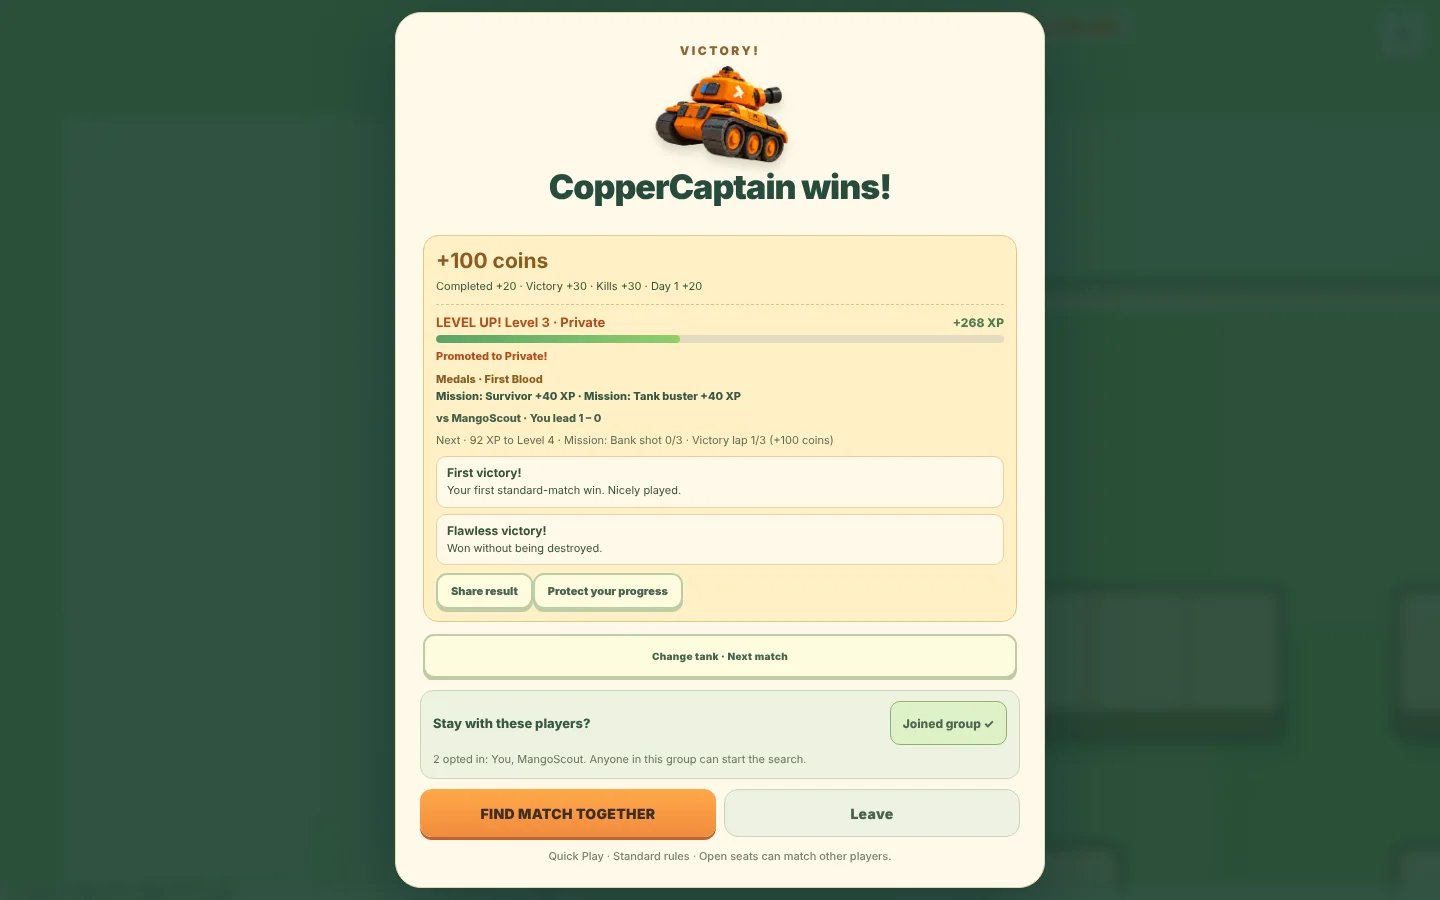 VICTORY!
CopperCaptain wins!
+100 coins
Completed +20 · Victory +30 · Kills +30 · Day 1 +20
LEVEL UP! Level 3 · Private
+268 XP
Promoted to Private!
Medals · First Blood
Mission: Survivor +40 XP · Mission: Tank buster +40 XP
vs MangoScout · You lead 1 – 0
Next · 92 XP to Level 4 · Mission: Bank shot 0/3 · Victory lap 1/3 (+100 coins)
First victory!
Your first standard-match win. Nicely played.
Flawless victory!
Won without being destroyed.
Share result
Protect your progress
Change tank · Next match
Stay with these players?
Joined group ✓
2 opted in: You, MangoScout. Anyone in this group can start the search.
FIND MATCH TOGETHER
Leave
Quick Play · Standard rules · Open seats can match other players.